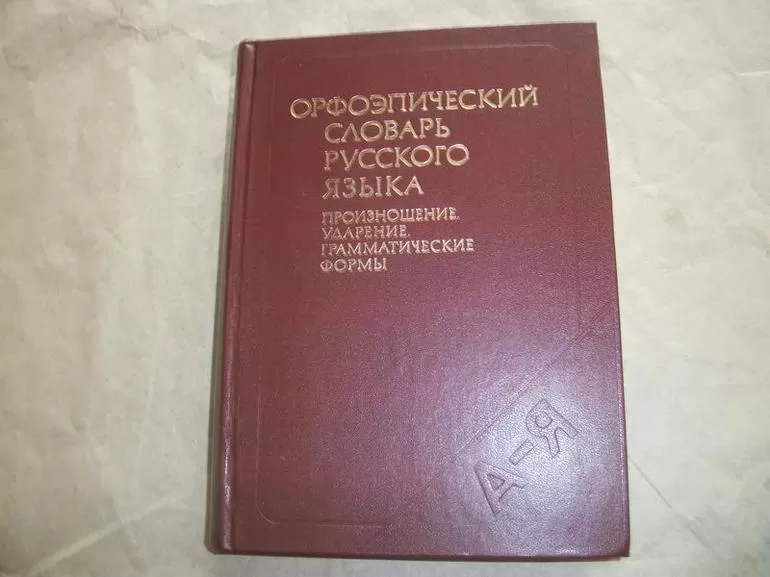 ОРФОЭПИЧЕСКИЙ
СЛОВАРЬ
РУССКОГО
ЯЗЫКА
ПРОИЗНОШЕНИЕ,
УДАРЕНИЕ,
ГРАММАТИЧЕСКИЕ
ФОРМЫ
А-Я